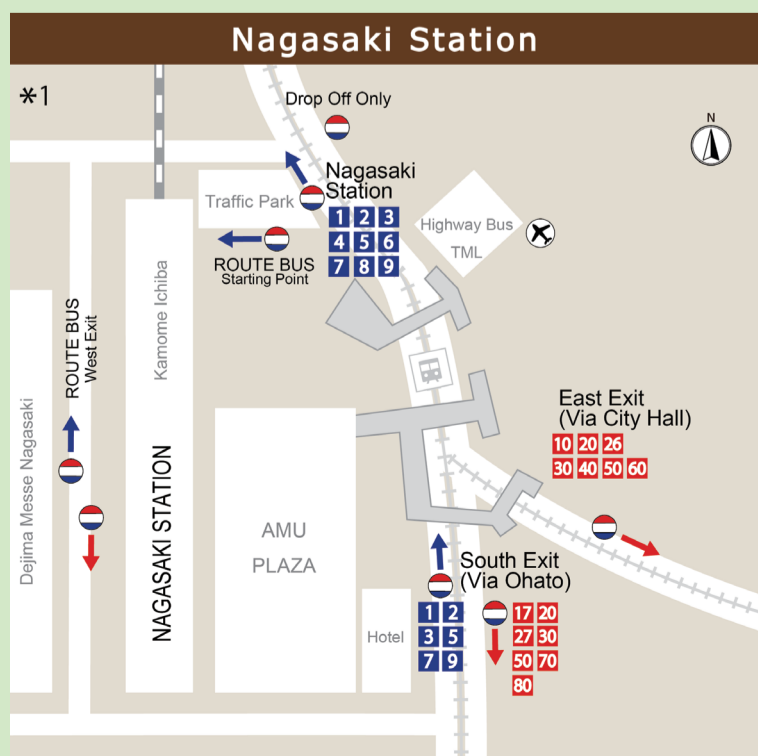 Nagasaki Station
*1
Drop Off Only
N
Nagasaki
Station
1 2 3
4 5 6
7 8 9
Traffic Park
Highway Bus
TML
ROUTE BUS
Starting Point
Kamome Ichiba
ROUTE BUS
West Exit
East Exit
(Via City Hall)
10 20 26
30 40 50 60
Dejima Messe Nagasaki
NAGASAKI STATION
AMU
PLAZA
South Exit
(Via Ohato)
Hotel
1 2
3 5
7 9
17 20
27 30
50 70
80